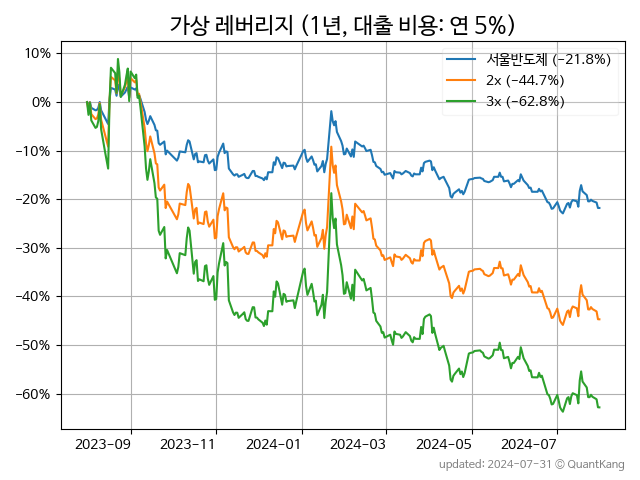 가상 레버리지 (1년, 대출 비용: 연 5%)
서울반도체 (−21.8%)
2x (−44.7%)
3x (−62.8%)
10%
0%
−10%
−20%
−30%
−40%
−50%
−60%
2023-09 2023-11 2024-01 2024-03 2024-05 2024-07
updated: 2024-07-31 © QuantKang